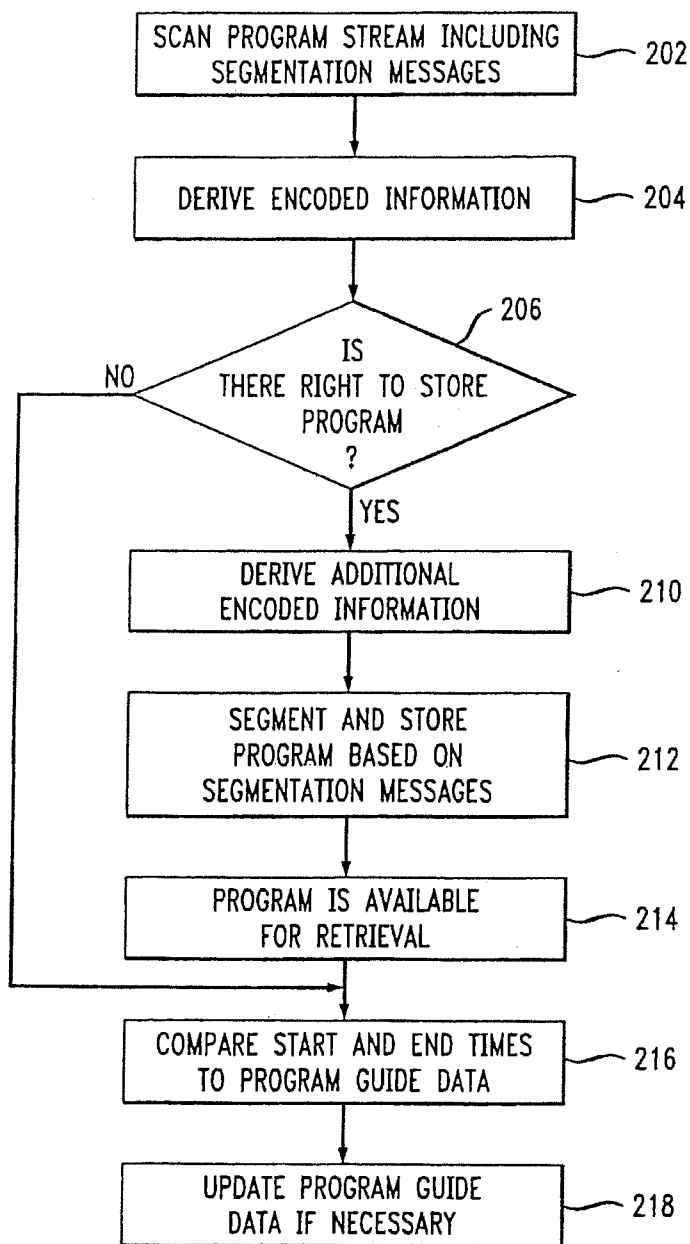 SCAN PROGRAM STREAM INCLUDING
SEGMENTATION MESSAGES
202
DERIVE ENCODED INFORMATION
204
206
IS
THERE RIGHT TO STORE
PROGRAM
?
NO
YES
DERIVE ADDITIONAL
ENCODED INFORMATION
210
SEGMENT AND STORE
PROGRAM BASED ON
SEGMENTATION MESSAGES
212
PROGRAM IS AVAILABLE
FOR RETRIEVAL
214
COMPARE START AND END TIMES
TO PROGRAM GUIDE DATA
216
UPDATE PROGRAM GUIDE
DATA IF NECESSARY
218